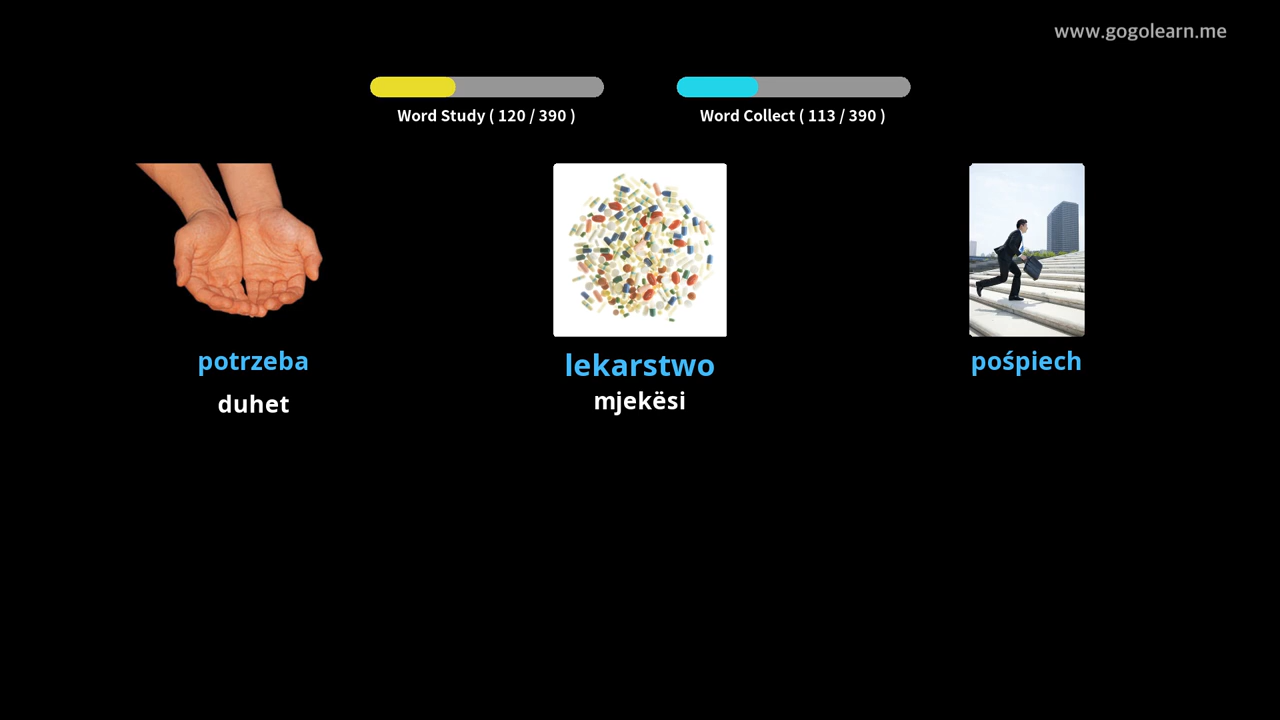 www.gogolearn.me
Word Study ( 120 / 390 )
Word Collect ( 113 / 390 )
potrzeba
duhet
lekarstwo
mjekësi
pośpiech